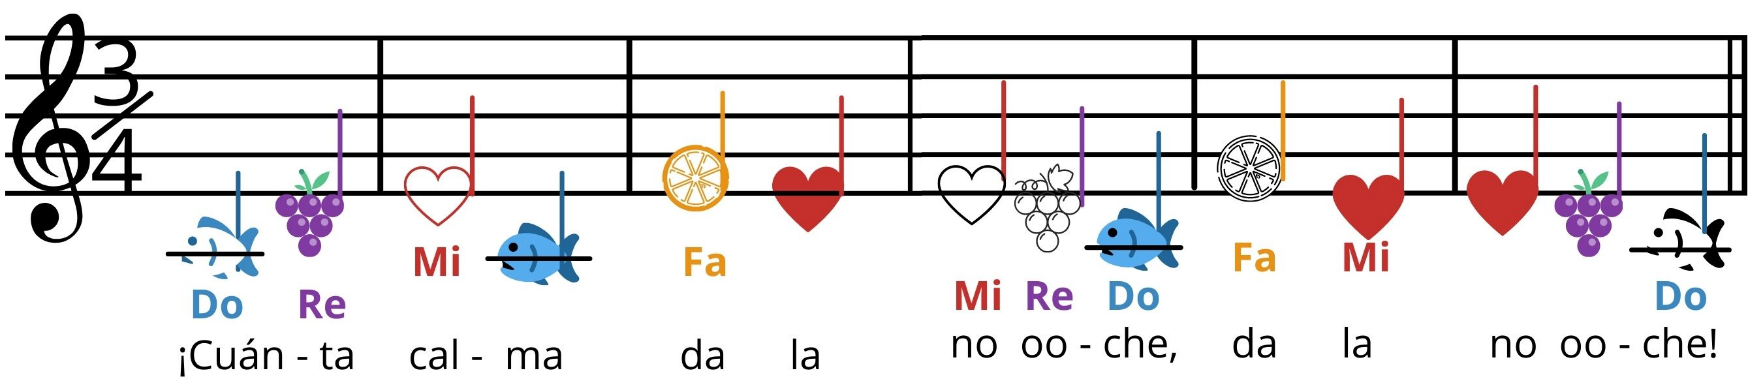 3/4
Mi Fa Fa Mi
Do Re Mi Re Do Do
¡Cuán - ta cal - ma da la no oo - che, da la no oo - che!